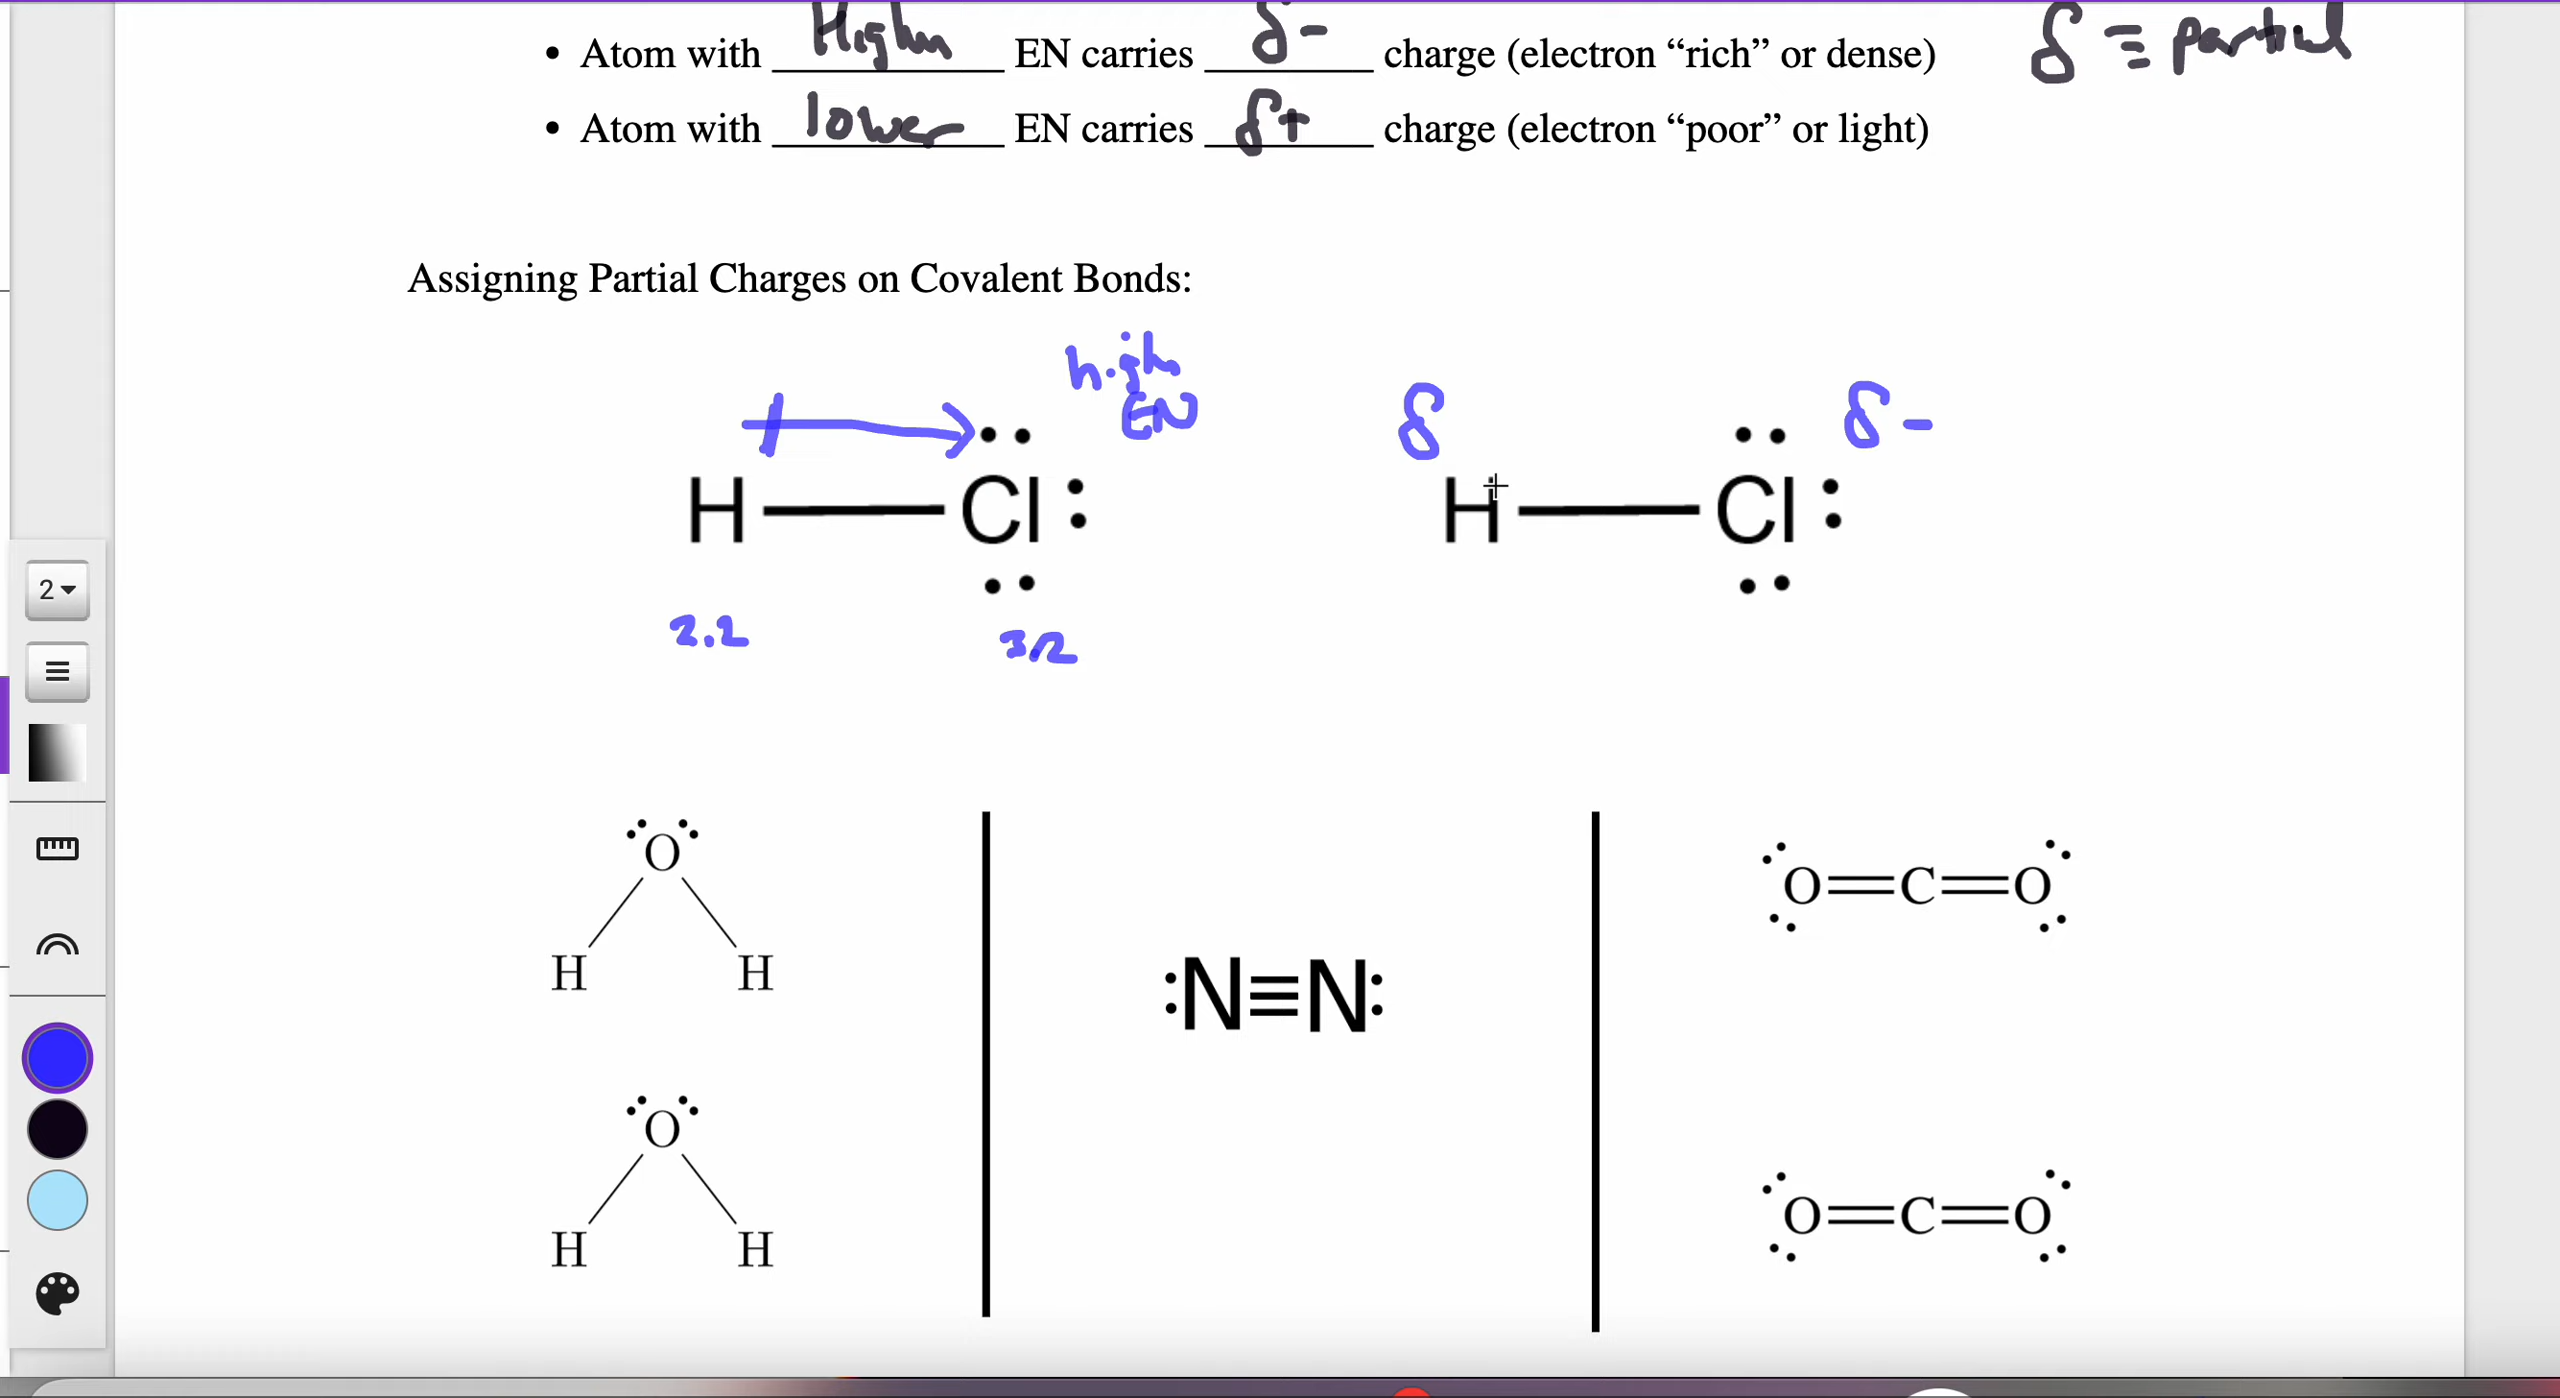 • Atom with Higher EN carries δ- charge (electron “rich” or dense) δ ≡ partial
• Atom with lower EN carries δ+ charge (electron “poor” or light)
Assigning Partial Charges on Covalent Bonds:
high
EN
δ δ-
H Cl H Cl
2.2 3.2
2
O
H H
:N≡N:
O=C=O
O
H H
O=C=O